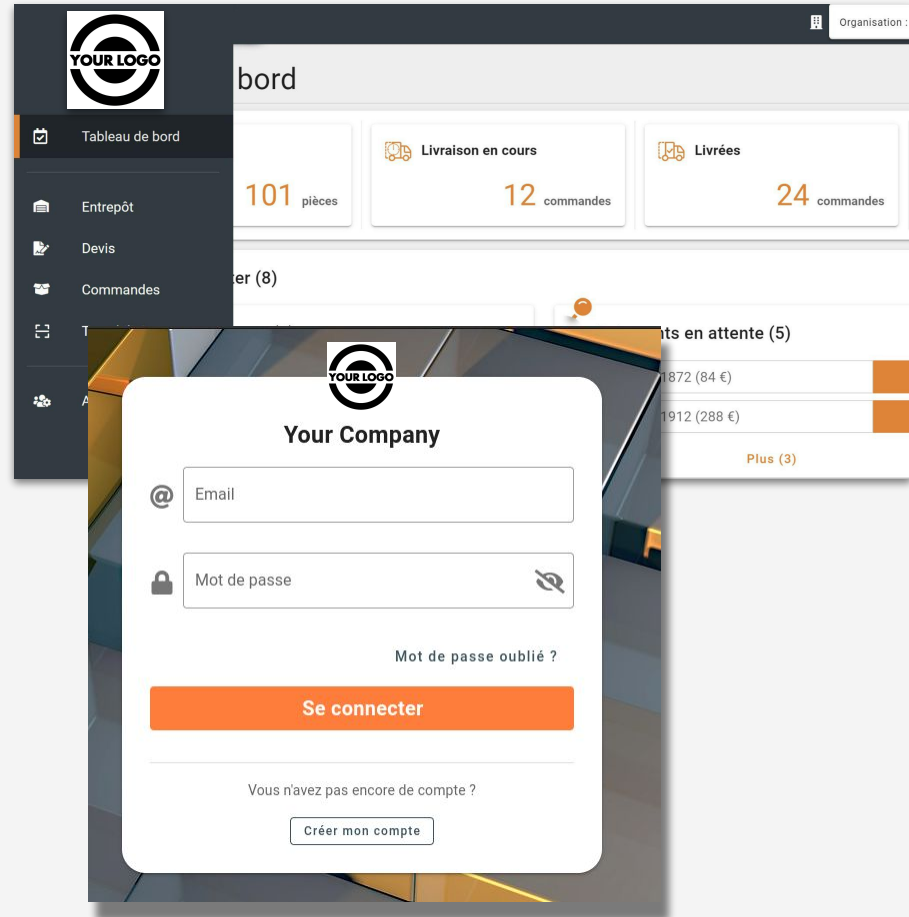 YOUR LOGO
Organisation :
bord
Tableau de bord
Livraison en cours
Livrées
101 pièces
12 commandes
24 commandes
Entrepôt
Devis
Commandes
ter (8)
ts en attente (5)
1872 (84 €)
1912 (288 €)
Plus (3)
YOUR LOGO
Your Company
@
Email
Mot de passe
Mot de passe oublié ?
Se connecter
Vous n'avez pas encore de compte ?
Créer mon compte